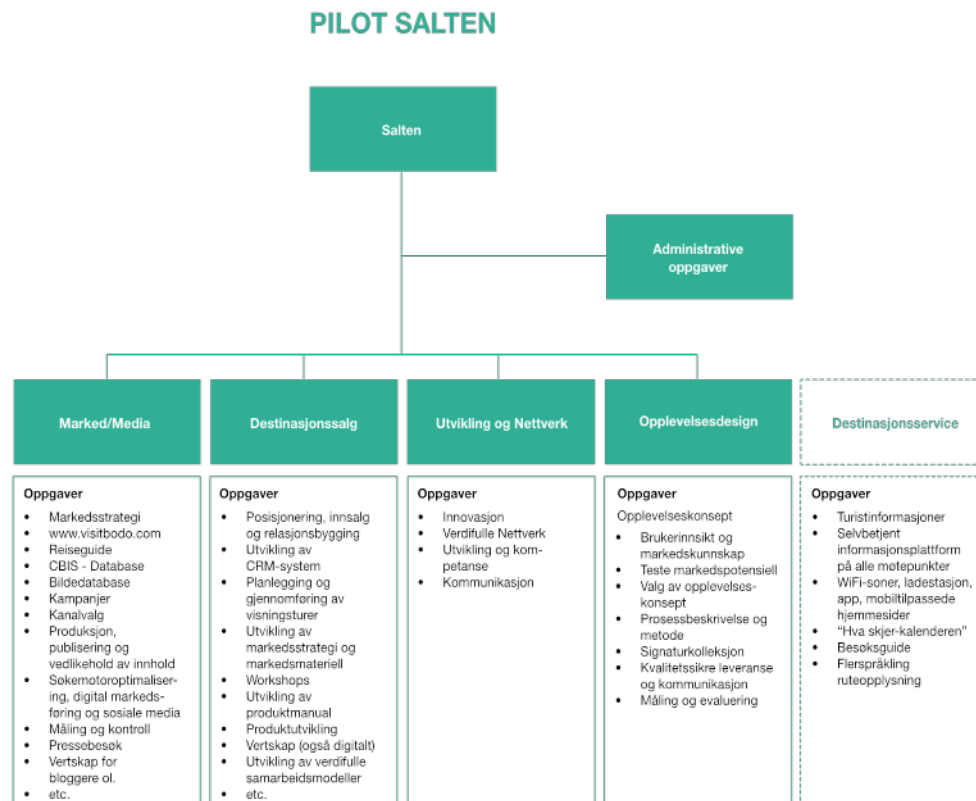 PILOT SALTEN
Salten
Administrative
oppgaver
Marked/Media
Destinasjonssalg
Utvikling og Nettverk
Opplevelsesdesign
Destinasjonsservice
Oppgaver
• Markedsstrategi
• www.visitbodo.com
• Reiseguide
• CBIS - Database
• Bildedatabase
• Kampanjer
• Kanalvalg
• Produksjon,
publisering og
vedlikehold av innhold
• Søkemotoroptimaliser-
ing, digital markeds-
føring og sosiale media
• Måling og kontroll
• Pressebesøk
• Vertskap for
bloggere ol.
• etc.
Oppgaver
• Posisjonering, innsalg
og relasjonsbygging
• Utvikling av
CRM-system
• Planlegging og
gjennomføring av
visningsturer
• Utvikling av
markedsstrategi og
markedsmateriell
• Workshops
• Utvikling av
produktmanual
• Produktutvikling
• Vertskap (også digitalt)
• Utvikling av verdifulle
samarbeidsmodeller
• etc.
Oppgaver
• Innovasjon
• Verdifulle Nettverk
• Utvikling og kom-
petanse
• Kommunikasjon
Oppgaver
Opplevelseskonsept
• Brukerinnsikt og
markedskunnskap
• Teste markedspotensiell
• Valg av opplevelses-
konsept
• Prosessbeskrivelse og
metode
• Signaturkolleksjon
• Kvalitetssikre leveranse
og kommunikasjon
• Måling og evaluering
Oppgaver
• Turistinformasjoner
• Selvbetjent
informasjonsplattform
på alle møtepunkter
• WiFi-soner, ladestasjon,
app, mobiltilpassede
hjemmesider
• “Hva skjer-kalenderen”
• Besøksguide
• Flerspråkling
ruteopplysning